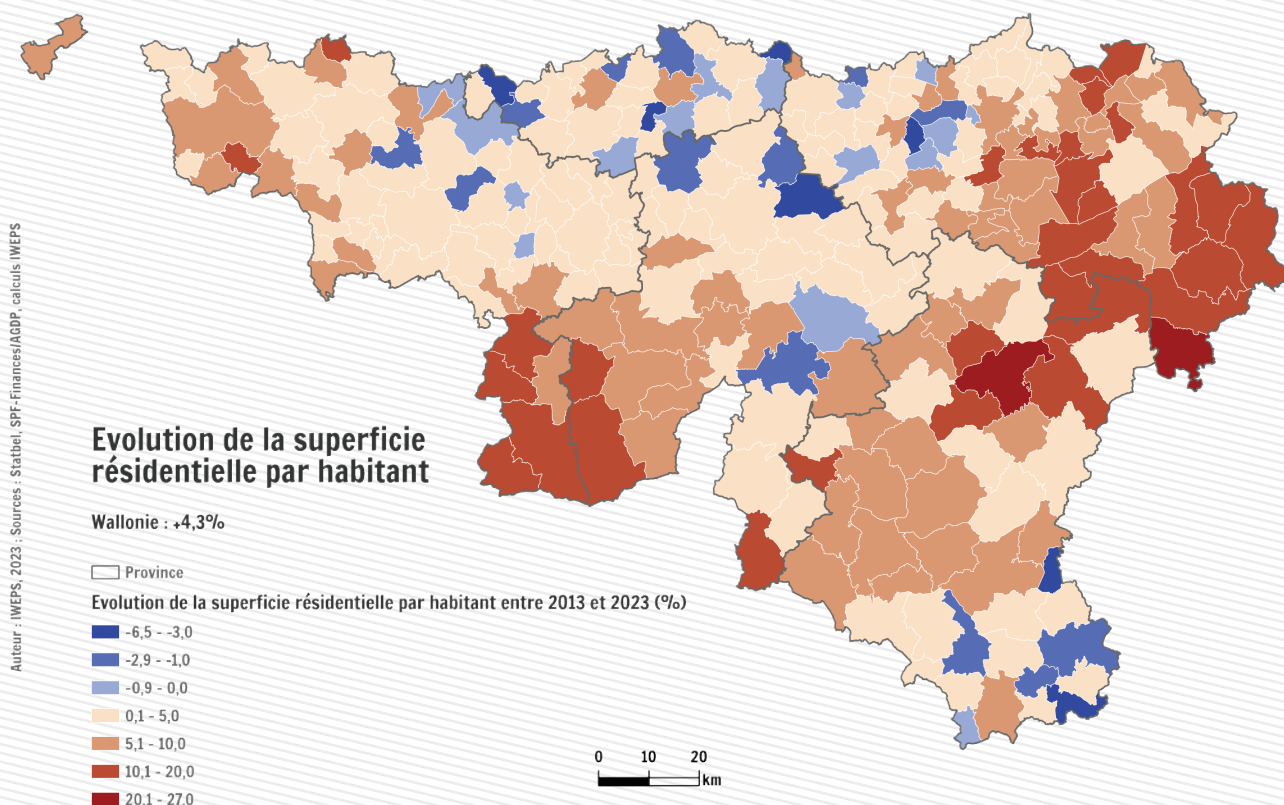 Evolution de la superficie
résidentielle par habitant
Wallonie : +4,3%
Province
Evolution de la superficie résidentielle par habitant entre 2013 et 2023 (%)
-6,5 - -3,0
-2,9 - -1,0
-0,9 - 0,0
0,1 - 5,0
5,1 - 10,0
10,1 - 20,0
20,1 - 27,0
0 10 20
km
Auteur : IWEPS, 2023 ; Sources : Statbel, SPF-Finances/AGDP, calculs IWEPS